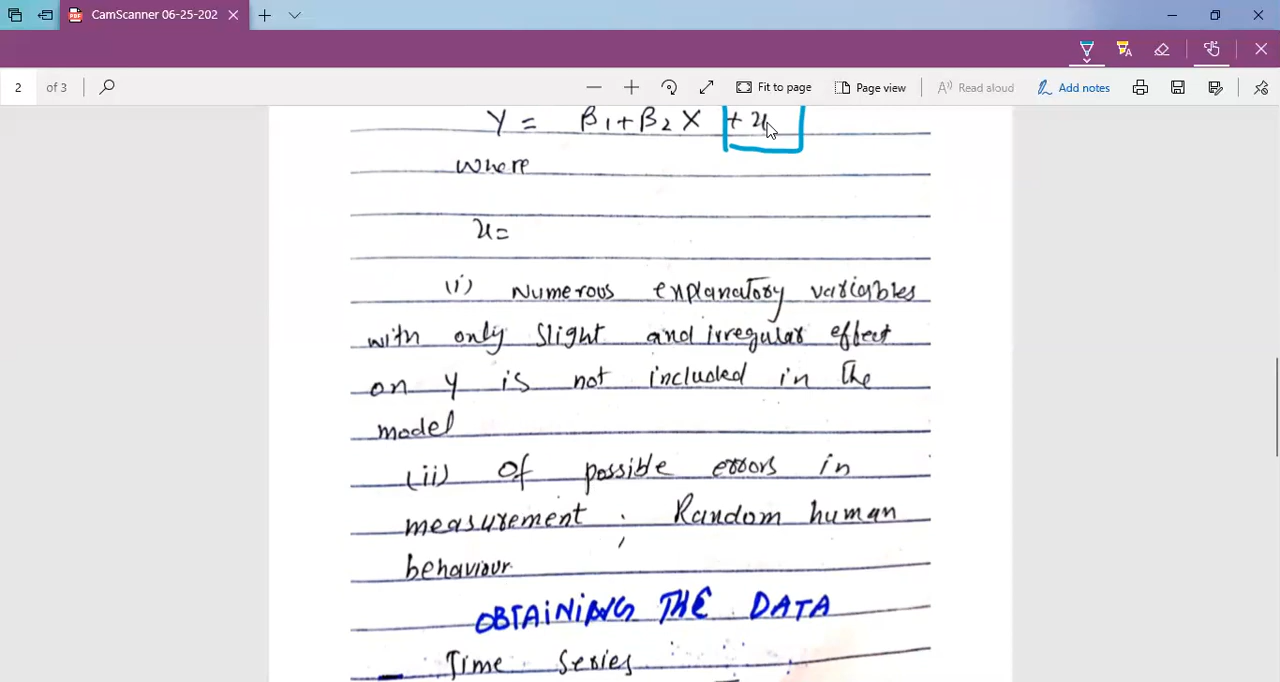 CamScanner 06-25-202
2 of 3
Fit to page
Page view
Read aloud
Add notes
Y = β1+β2 X + u
where
u=
(i) Numerous explanatory variables
with only slight and irregular effect
on Y is not included in the
model
(ii) Of possible errors in
measurement ; Random human
behaviour
OBTAINING THE DATA
Time Series